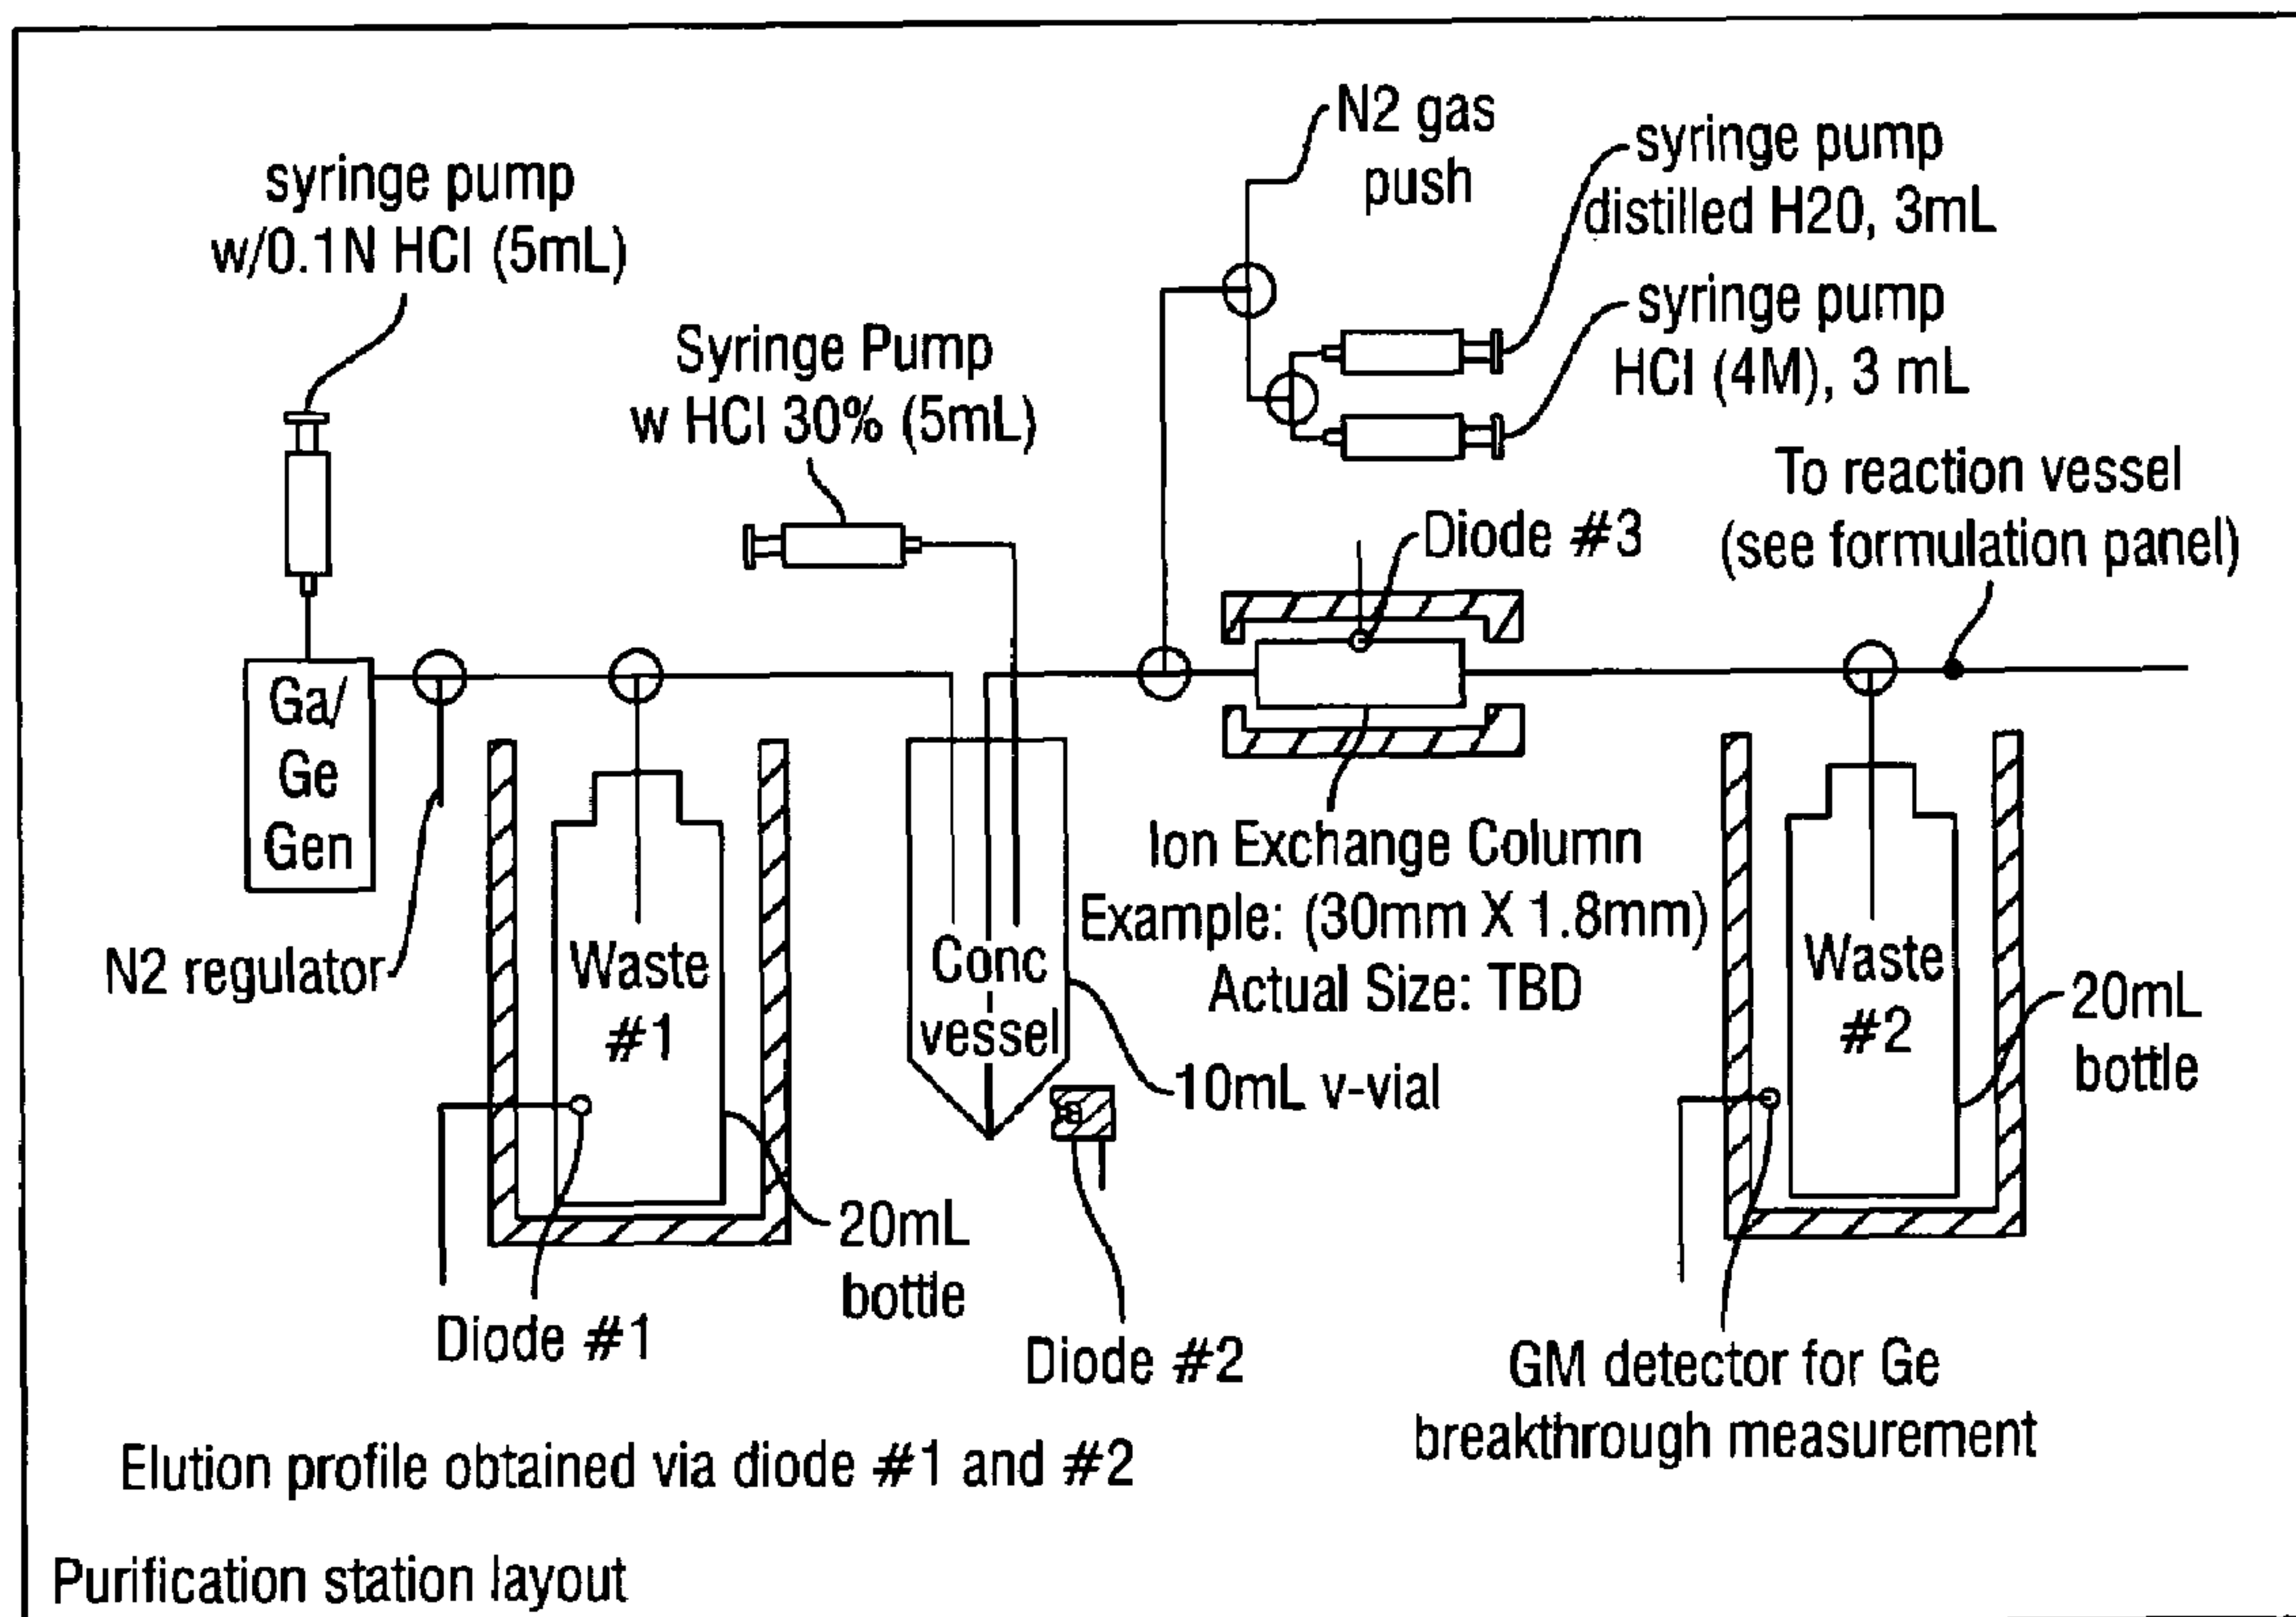 N2 gas
push
syringe pump
distilled H20, 3mL
syringe pump
w/0.1N HCl (5mL)
syringe pump
HCl (4M), 3 mL
Syringe Pump
w HCl 30% (5mL)
To reaction vessel
(see formulation panel)
Diode #3
Ga/
Ge
Gen
Ion Exchange Column
Example: (30mm X 1.8mm)
Actual Size: TBD
N2 regulator
Waste
#1
Conc
vessel
10mL v-vial
Waste
#2
20mL
bottle
20mL
bottle
Diode #1
Diode #2
GM detector for Ge
breakthrough measurement
Elution profile obtained via diode #1 and #2
Purification station layout